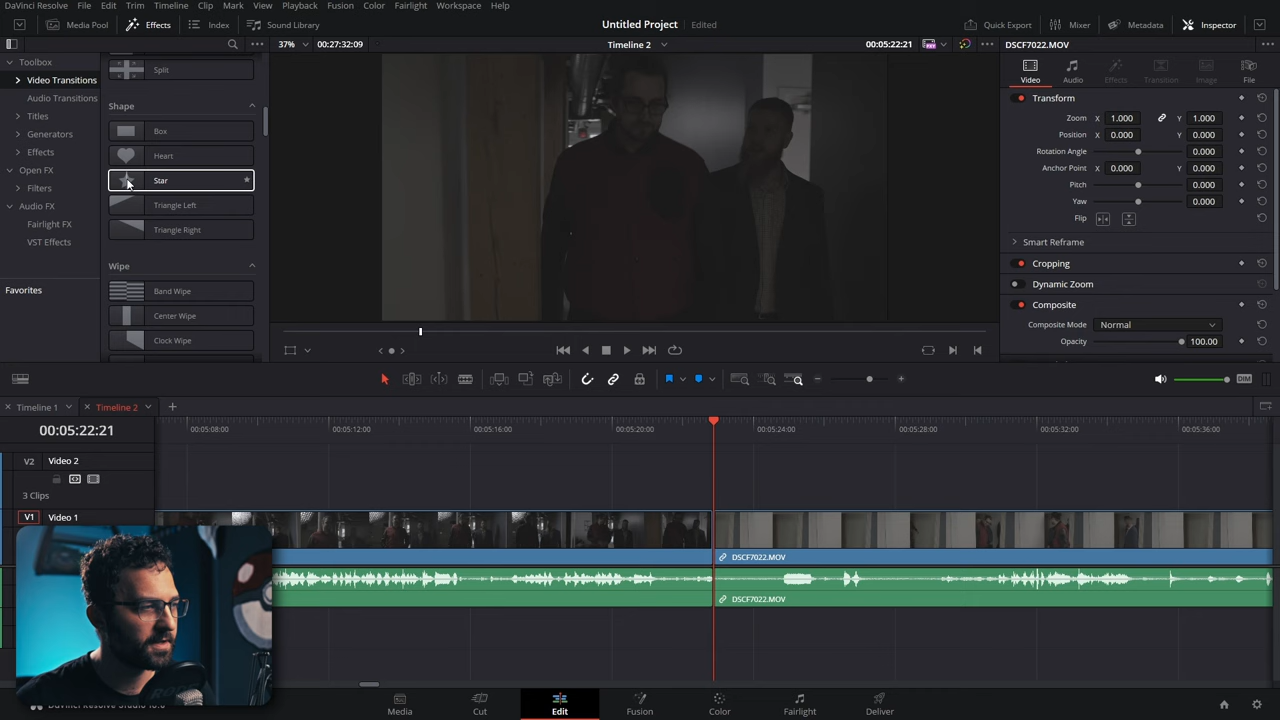 DaVinci Resolve File Edit Trim Timeline Clip Mark View Playback Fusion Color Fairlight Workspace Help
Media Pool Effects Index Sound Library Untitled Project Edited Quick Export Mixer Metadata Inspector
37% 00:27:32:09 Timeline 2 00:05:22:21 DSCF7022.MOV
Toolbox
Video Transitions
Audio Transitions
Titles
Generators
Effects
Open FX
Filters
Audio FX
Fairlight FX
VST Effects
Favorites
Split
Shape
Box
Heart
Star
Triangle Left
Triangle Right
Wipe
Band Wipe
Center Wipe
Clock Wipe
Video Audio Effects Transition Image File
Transform
Zoom X 1.000 Y 1.000
Position X 0.000 Y 0.000
Rotation Angle 0.000
Anchor Point X 0.000 Y 0.000
Pitch 0.000
Yaw 0.000
Flip
Smart Reframe
Cropping
Dynamic Zoom
Composite
Composite Mode Normal
Opacity 100.00
DIM
Timeline 1 Timeline 2
00:05:22:21
00:05:08:00 00:05:12:00 00:05:16:00 00:05:20:00 00:05:24:00 00:05:28:00 00:05:32:00 00:05:36:00
V2 Video 2
3 Clips
V1 Video 1
DSCF7022.MOV
DSCF7022.MOV
Media Cut Edit Fusion Color Fairlight Deliver